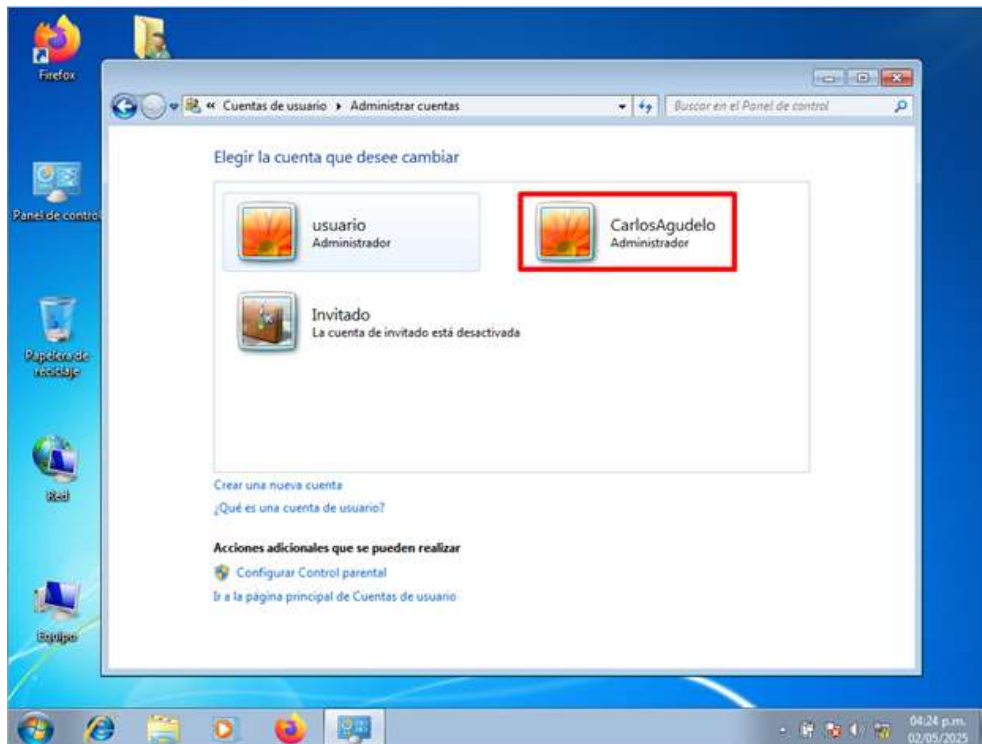 Firefox
Panel de control
Papelera de
reciclaje
Red
Equipo
« Cuentas de usuario ▸ Administrar cuentas
Buscar en el Panel de control
Elegir la cuenta que desee cambiar
usuario
Administrador
CarlosAgudelo
Administrador
Invitado
La cuenta de invitado está desactivada
Crear una nueva cuenta
¿Qué es una cuenta de usuario?
Acciones adicionales que se pueden realizar
Configurar Control parental
Ir a la página principal de Cuentas de usuario
04:24 p.m.
02/05/2025